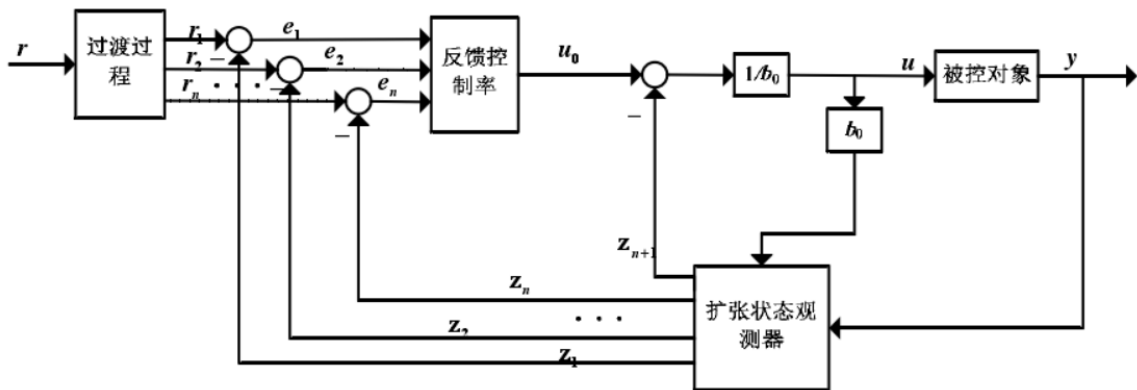 r
过渡过
程
r₁
r₂
rₙ
· · ·
−
−
−
e₁
e₂
eₙ
反馈控
制率
u₀
−
1/b₀
u
被控对象
y
b₀
zₙ₊₁
zₙ
· · ·
z₂
z₁
扩张状态观
测器